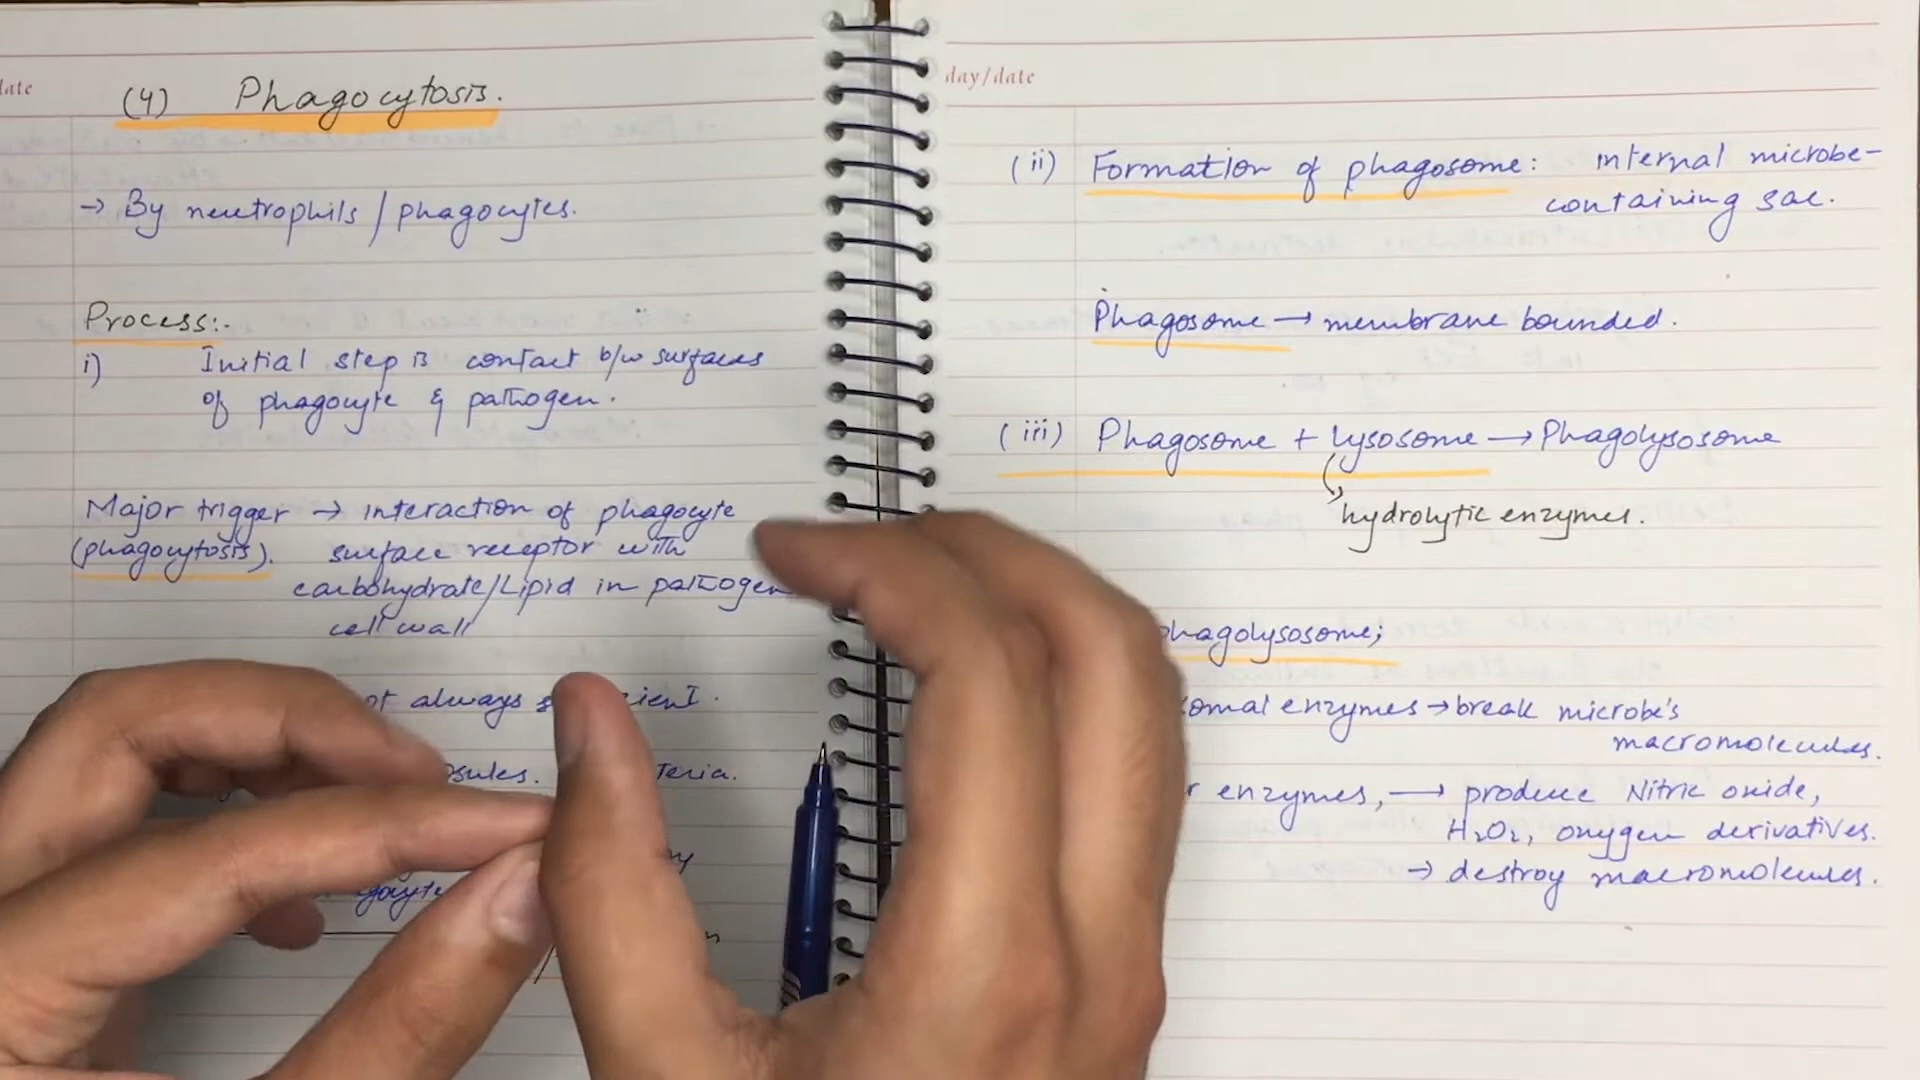 (4) Phagocytosis.
→ By neutrophils / phagocytes.
Process:-
i) Initial step is contact b/w surfaces
of phagocyte & pathogen.
Major trigger → interaction of phagocyte
(phagocytosis). surface receptor with
carbohydrate/Lipid in pathogen
cell wall
always
day/date
(ii) Formation of phagosome: internal microbe-
containing sac.
Phagosome → membrane bounded.
(iii) Phagosome + Lysosome → Phagolysosome
hydrolytic enzymes.
phagolysosome;
enzymes → break microbe's
macromolecules.
enzymes, → produce Nitric oxide,
H₂O₂, oxygen derivatives.
→ destroy macromolecules.